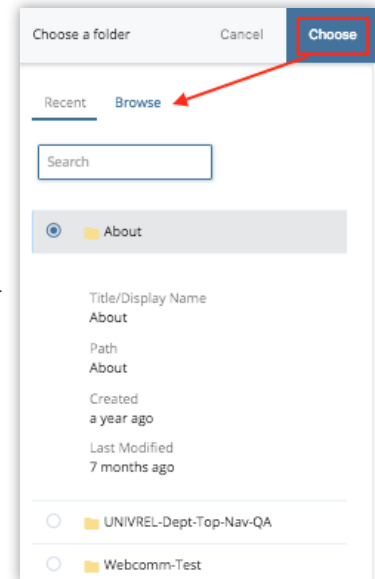 Choose a folder Cancel Choose
Recent Browse
Search
About
Title/Display Name
About
Path
About
Created
a year ago
Last Modified
7 months ago
UNIVREL-Dept-Top-Nav-QA
Webcomm-Test